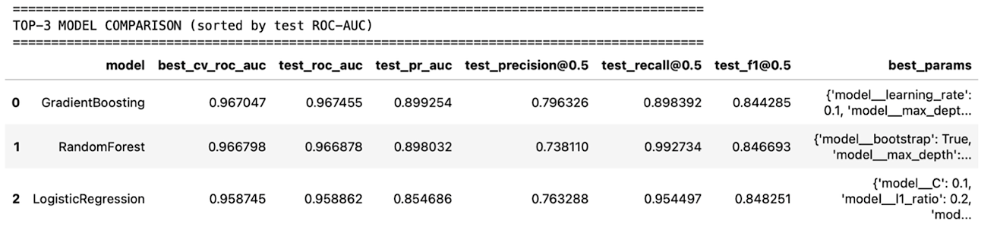 ================================================================================
TOP-3 MODEL COMPARISON (sorted by test ROC-AUC)
================================================================================
model best_cv_roc_auc test_roc_auc test_pr_auc test_precision@0.5 test_recall@0.5 test_f1@0.5 best_params
0 GradientBoosting 0.967047 0.967455 0.899254 0.796326 0.898392 0.844285 {'model__learning_rate': 0.1, 'model__max_dept...
1 RandomForest 0.966798 0.966878 0.898032 0.738110 0.992734 0.846693 {'model__bootstrap': True, 'model__max_depth':...
2 LogisticRegression 0.958745 0.958862 0.854686 0.763288 0.954497 0.848251 {'model__C': 0.1, 'model__l1_ratio': 0.2, 'mod...